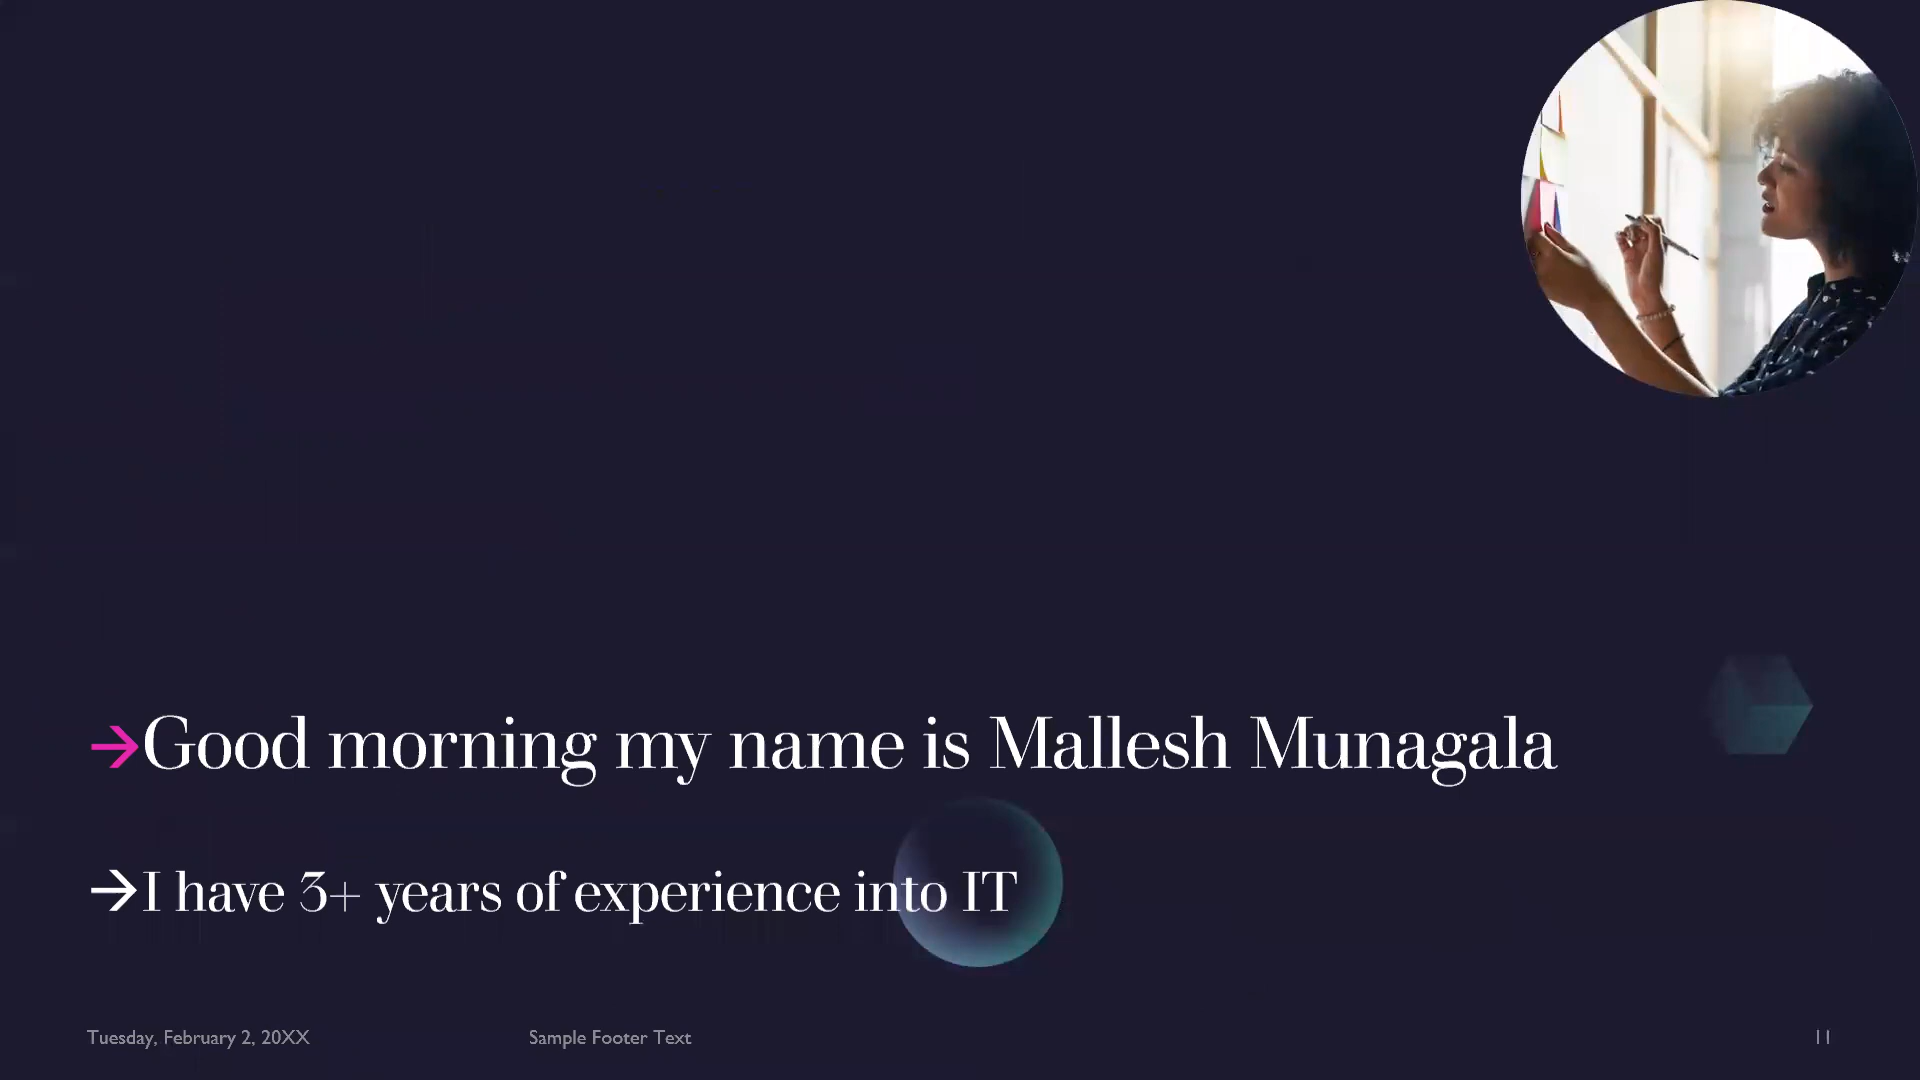 →Good morning my name is Mallesh Munagala
→I have 3+ years of experience into IT
Tuesday, February 2, 20XX
Sample Footer Text
11